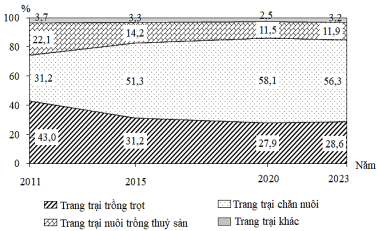 %
100
80
60
40
20
0
3,7 3,3 2,5 3,2
22,1 14,2 11,5 11,9
31,2 51,3 58,1 56,3
43,0 31,2 27,9 28,6
2011 2015 2020 2023 Năm
Trang trại trồng trọt Trang trại chăn nuôi
Trang trại nuôi trồng thuỷ sản Trang trại khác